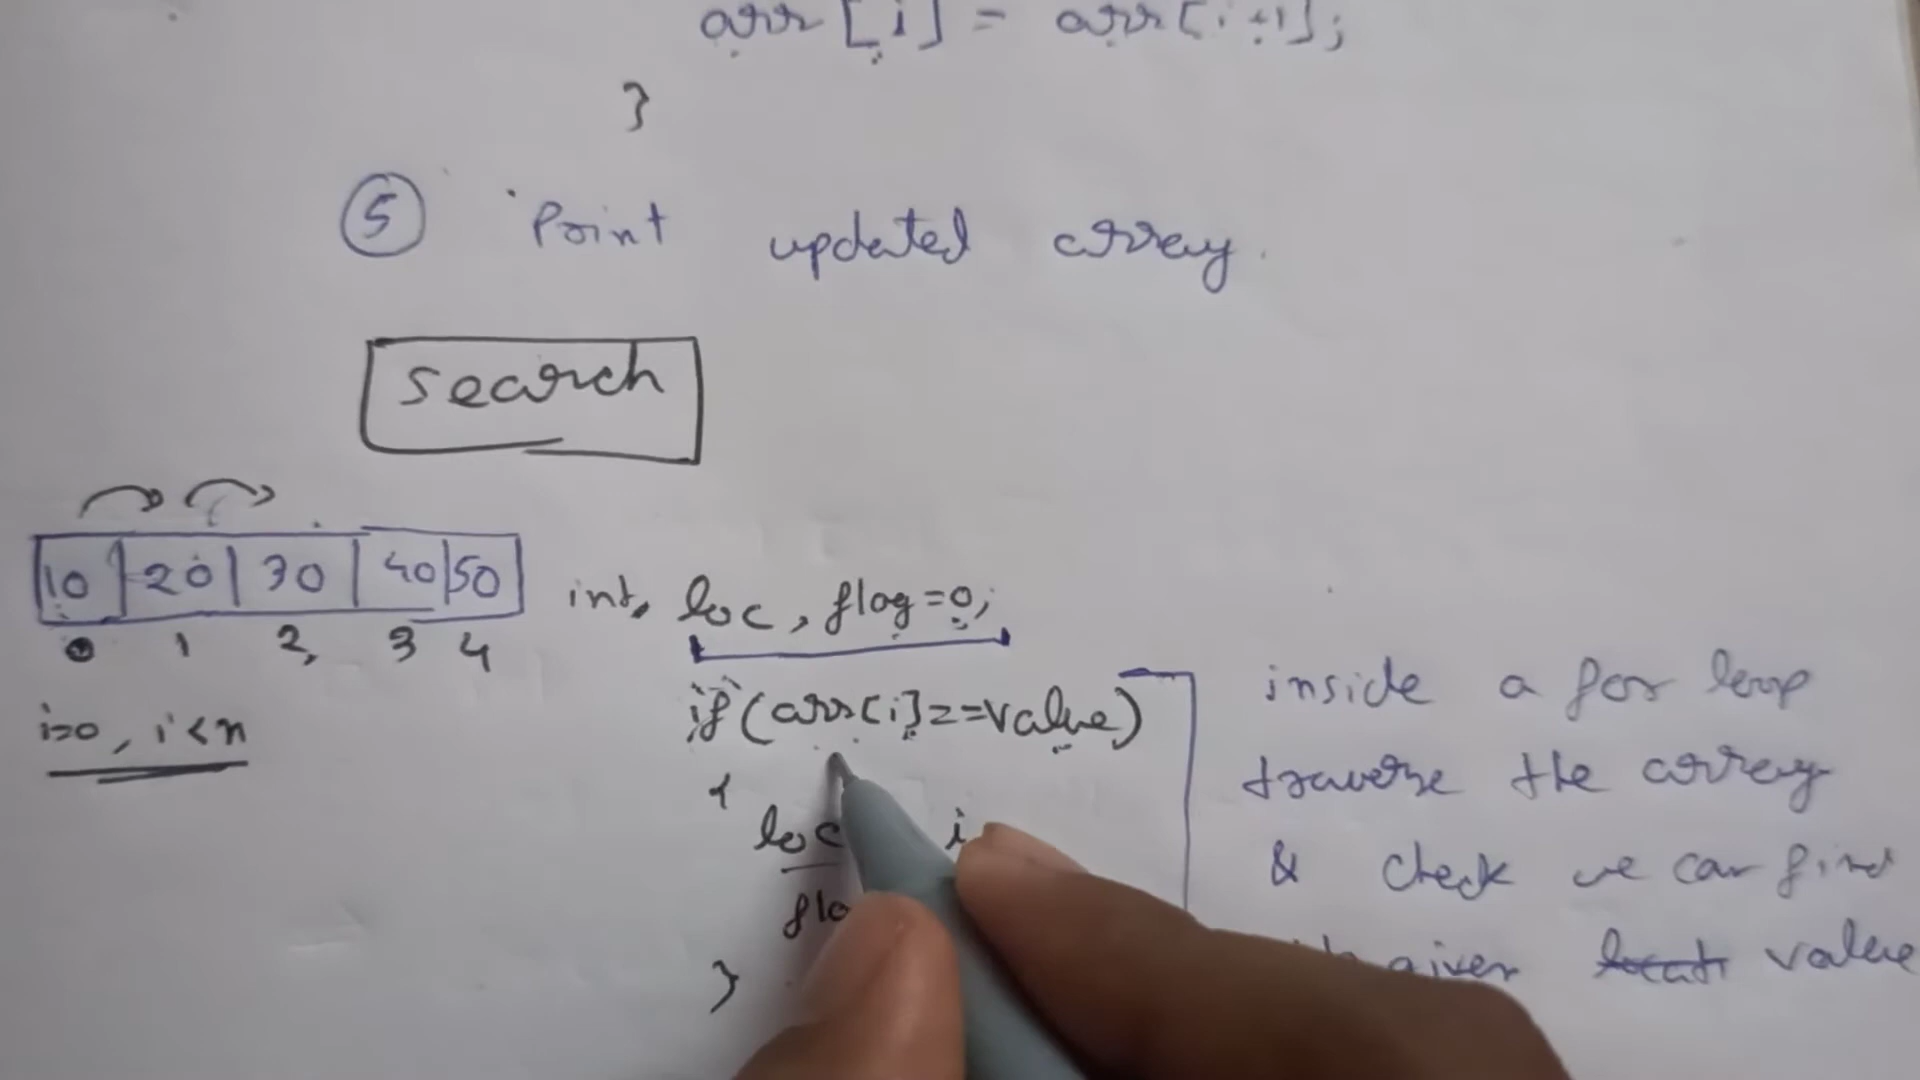 arr[i] = arr[i+1];
}
5 Print updated array.
search
10 20 30 40 50
0 1 2, 3 4
i=0, i<n
int, loc, flag=0;
if(arr[i]==value)
{
loc i
}
inside a for loop
traverse the array
& check we can find
given value